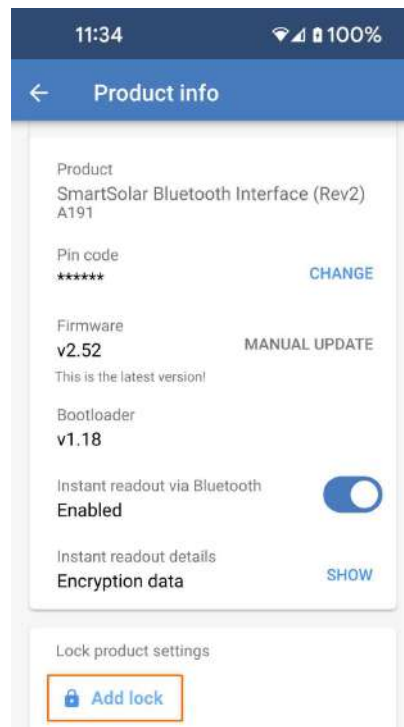 11:34
100%
Product info
Product
SmartSolar Bluetooth Interface (Rev2)
A191
Pin code
****** CHANGE
Firmware
v2.52 MANUAL UPDATE
This is the latest version!
Bootloader
v1.18
Instant readout via Bluetooth
Enabled
Instant readout details
Encryption data SHOW
Lock product settings
Add lock